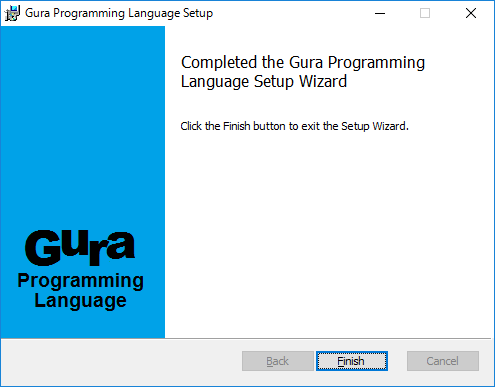 Gura Programming Language Setup
Completed the Gura Programming
Language Setup Wizard
Click the Finish button to exit the Setup Wizard.
Gura
Programming
Language
Back
Finish
Cancel